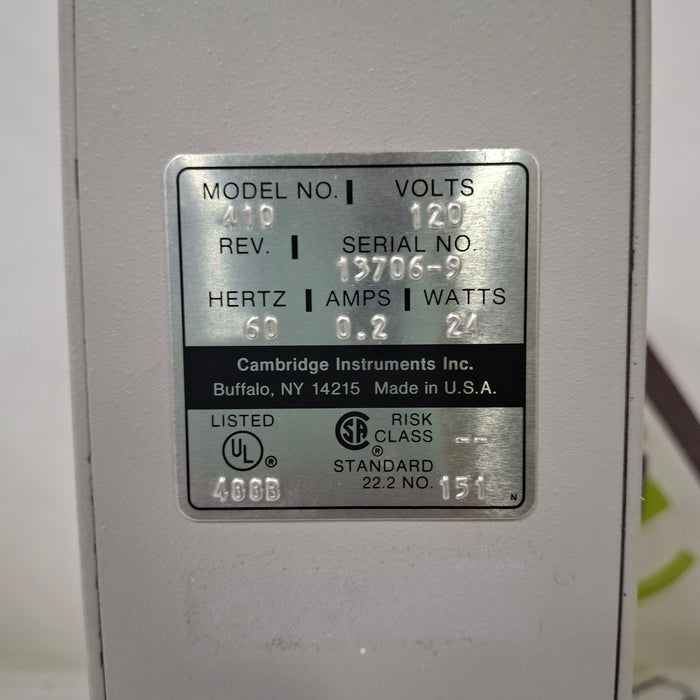 MODEL NO. VOLTS
410 120
REV. SERIAL NO.
13706-9
HERTZ AMPS WATTS
60 0.2 24
Cambridge Instruments Inc.
Buffalo, NY 14215 Made in U.S.A.
LISTED
UL ®
488B
SA ® RISK
CLASS --
STANDARD
22.2 NO. 151
N